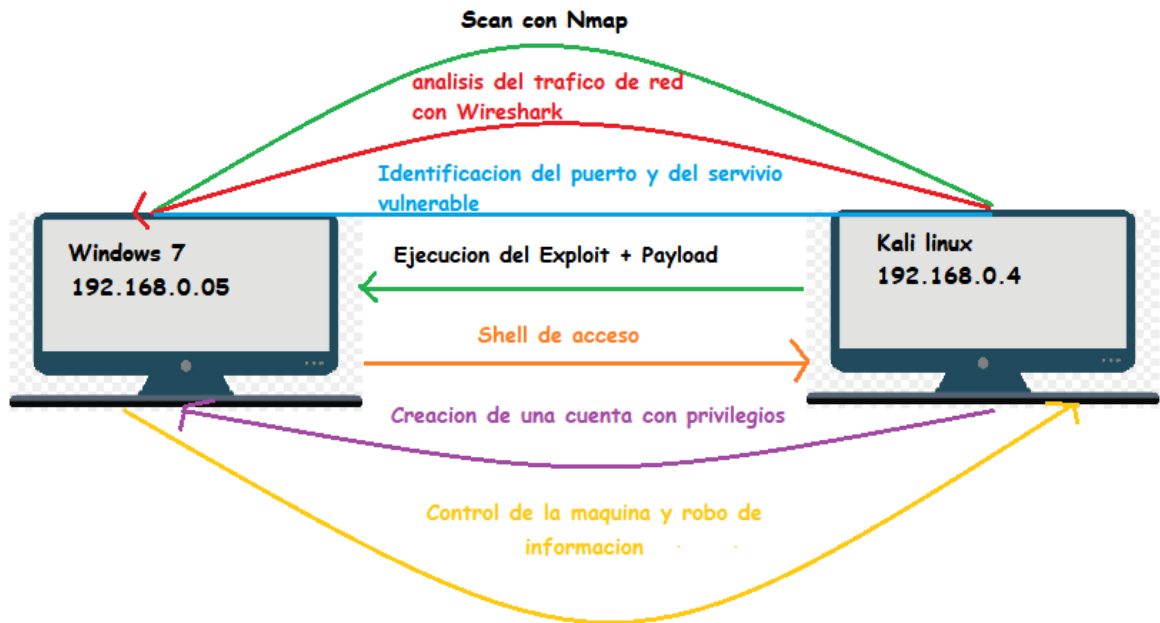 Scan con Nmap
analisis del trafico de red
con Wireshark
Identificacion del puerto y del servivio
vulnerable
Windows 7
192.168.0.05
Kali linux
192.168.0.4
Ejecucion del Exploit + Payload
Shell de acceso
Creacion de una cuenta con privilegios
Control de la maquina y robo de
informacion